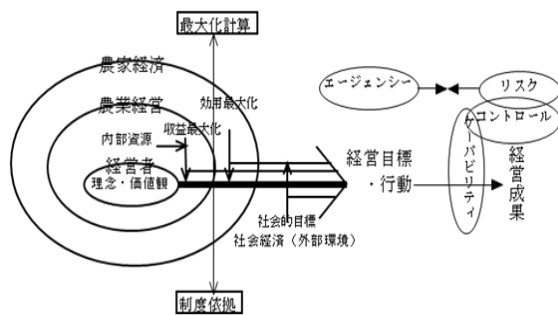 最大化計算
農家経済
農業経営
効用最大化
収益最大化
内部資源
経営者
理念・価値観
社会的目標
社会経済（外部環境）
制度依拠
経営目標
・行動
エージェンシー
リスク
コントロール
ケーパビリティ
経営成果